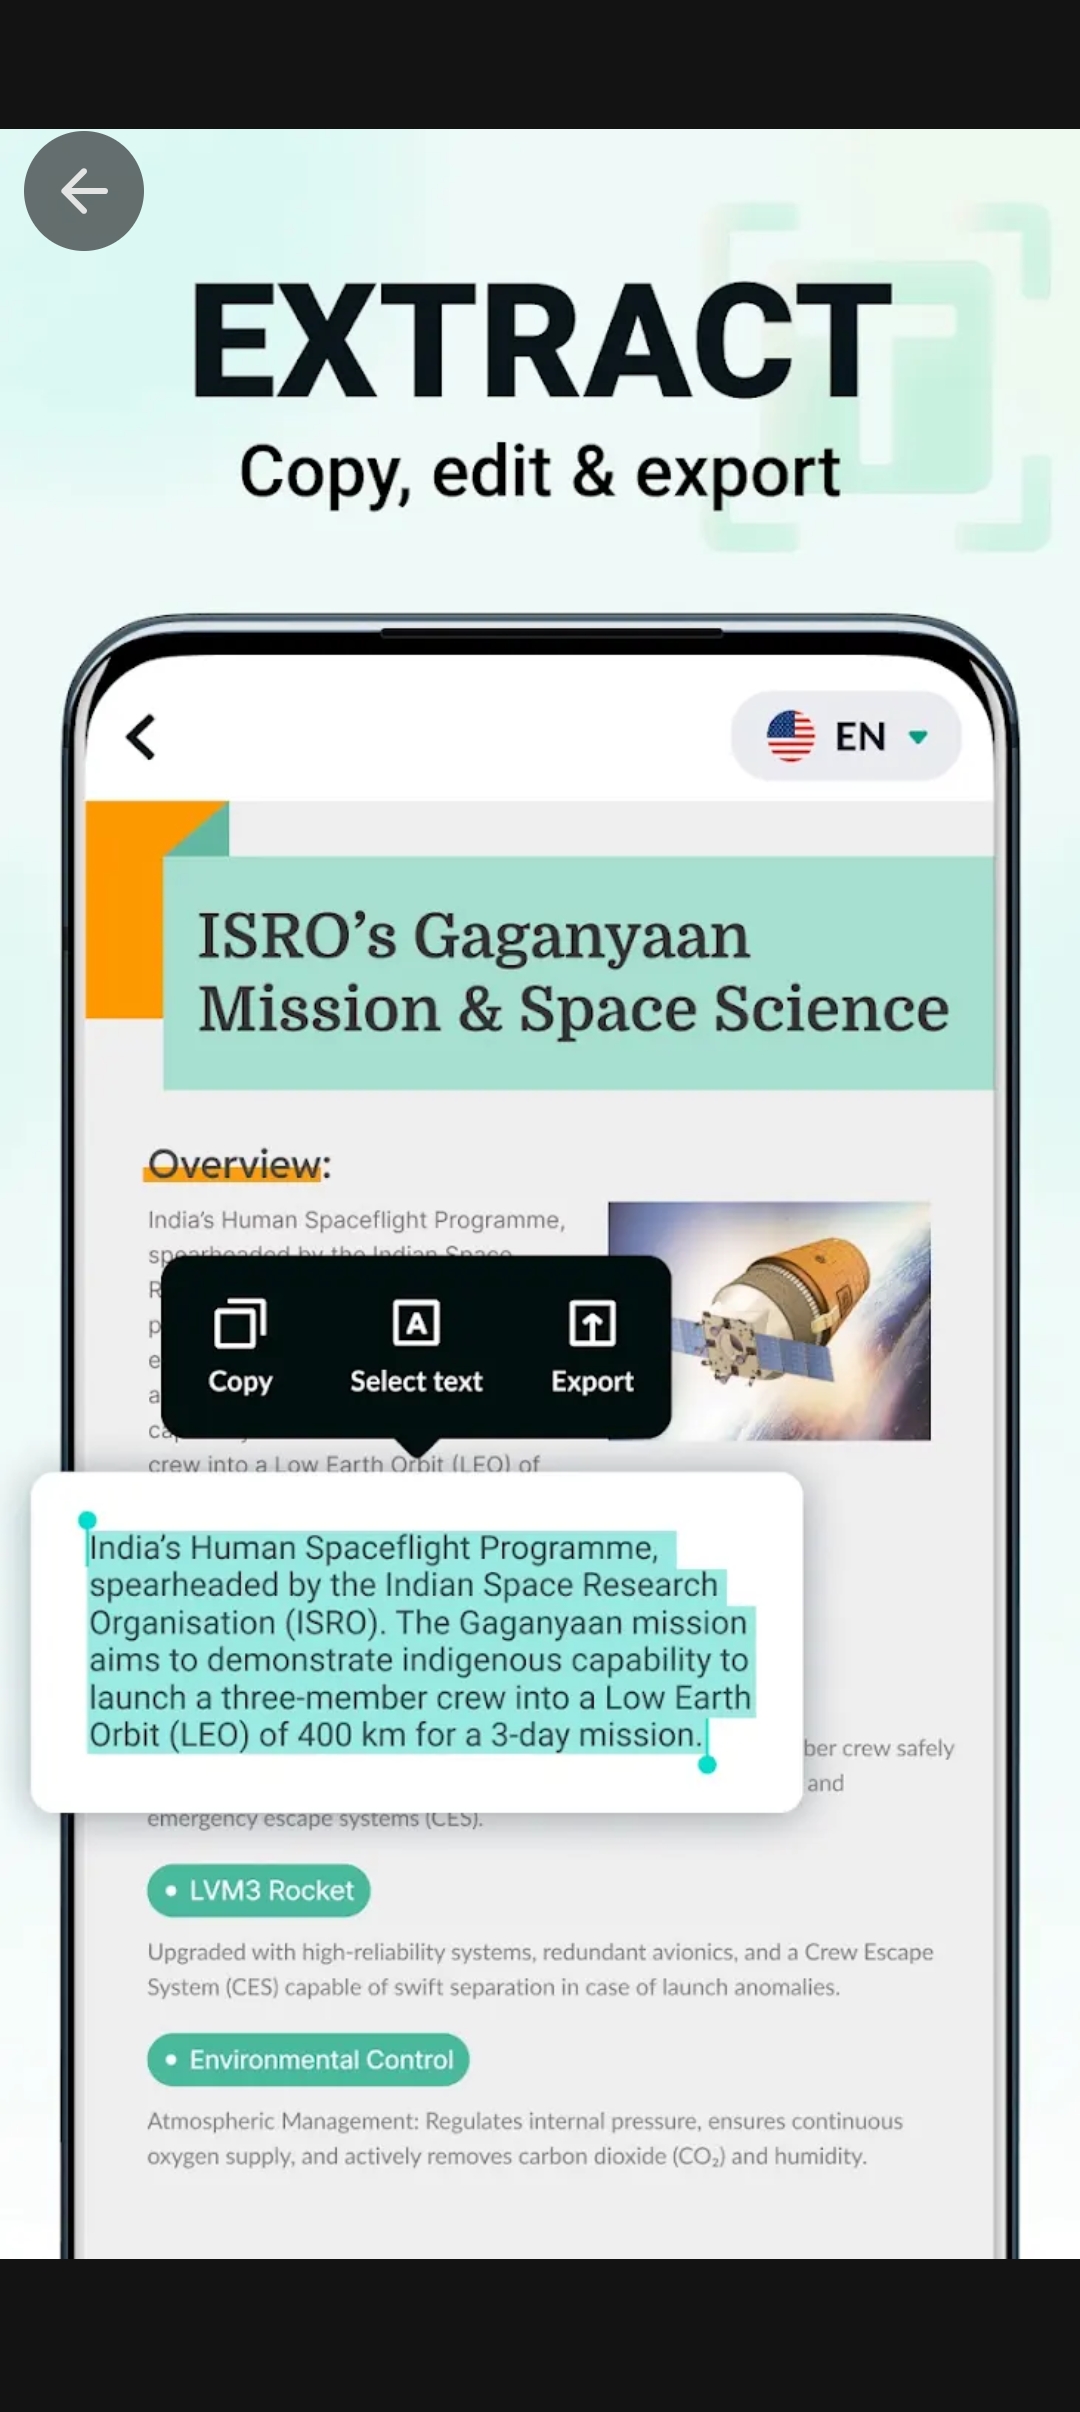 EXTRACT
Copy, edit & export
EN
ISRO’s Gaganyaan
Mission & Space Science
Overview:
India’s Human Spaceflight Programme,
spearheaded by the Indian Space
Copy
Select text
Export
crew into a Low Earth Orbit (LEO) of
India’s Human Spaceflight Programme,
spearheaded by the Indian Space Research
Organisation (ISRO). The Gaganyaan mission
aims to demonstrate indigenous capability to
launch a three-member crew into a Low Earth
Orbit (LEO) of 400 km for a 3-day mission.
crew safely
and
emergency escape systems (CES).
• LVM3 Rocket
Upgraded with high-reliability systems, redundant avionics, and a Crew Escape
System (CES) capable of swift separation in case of launch anomalies.
• Environmental Control
Atmospheric Management: Regulates internal pressure, ensures continuous
oxygen supply, and actively removes carbon dioxide (CO₂) and humidity.